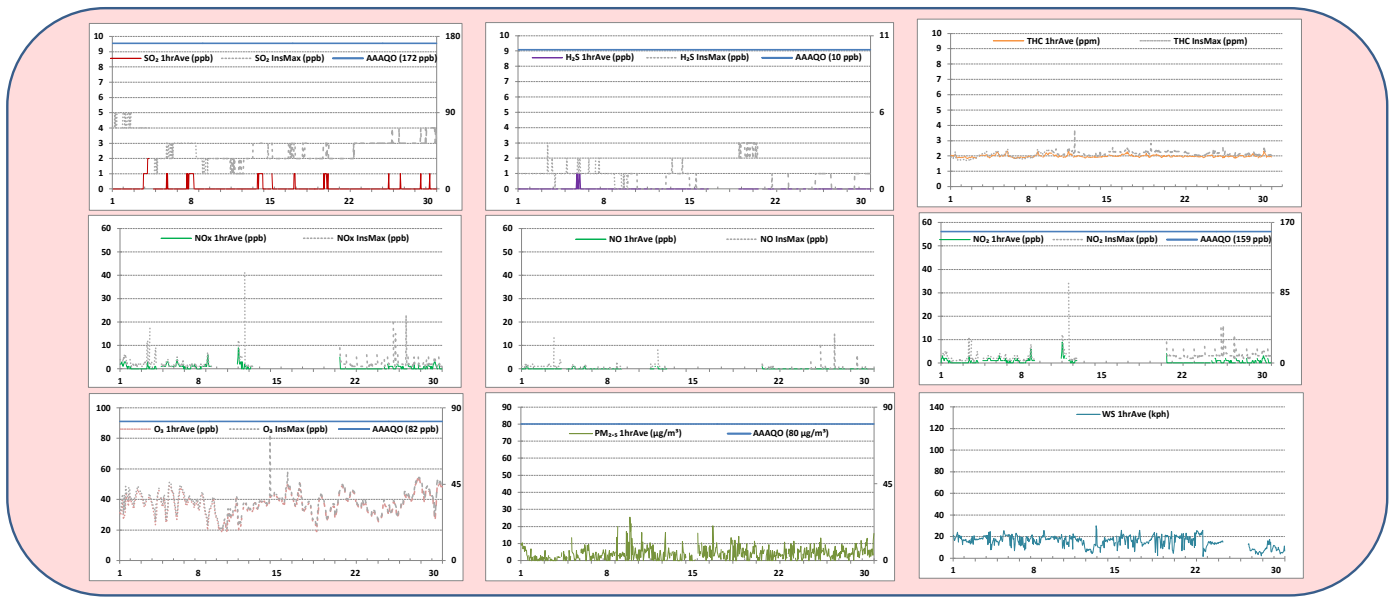 10 9 8 7 6 5 4 3 2 1 0
180 90 0
SO₂ 1hrAve (ppb) SO₂ InsMax (ppb) AAAQO (172 ppb)
1 8 15 22 30
10 9 8 7 6 5 4 3 2 1 0
11 6 0
H₂S 1hrAve (ppb) H₂S InsMax (ppb) AAAQO (10 ppb)
1 8 15 22 30
10 9 8 7 6 5 4 3 2 1 0
THC 1hrAve (ppm) THC InsMax (ppm)
1 8 15 22 30
60 50 40 30 20 10 0
NOx 1hrAve (ppb) NOx InsMax (ppb)
1 8 15 22 30
60 50 40 30 20 10 0
NO 1hrAve (ppb) NO InsMax (ppb)
1 8 15 22 30
60 50 40 30 20 10 0
170 85 0
NO₂ 1hrAve (ppb) NO₂ InsMax (ppb) AAAQO (159 ppb)
1 8 15 22 30
100 80 60 40 20 0
90 45 0
O₃ 1hrAve (ppb) O₃ InsMax (ppb) AAAQO (82 ppb)
1 8 15 22 30
90 80 70 60 50 40 30 20 10 0
90 45 0
PM₂.₅ 1hrAve (µg/m³) AAAQO (80 µg/m³)
1 8 15 22 30
140 120 100 80 60 40 20 0
WS 1hrAve (kph)
1 8 15 22 30